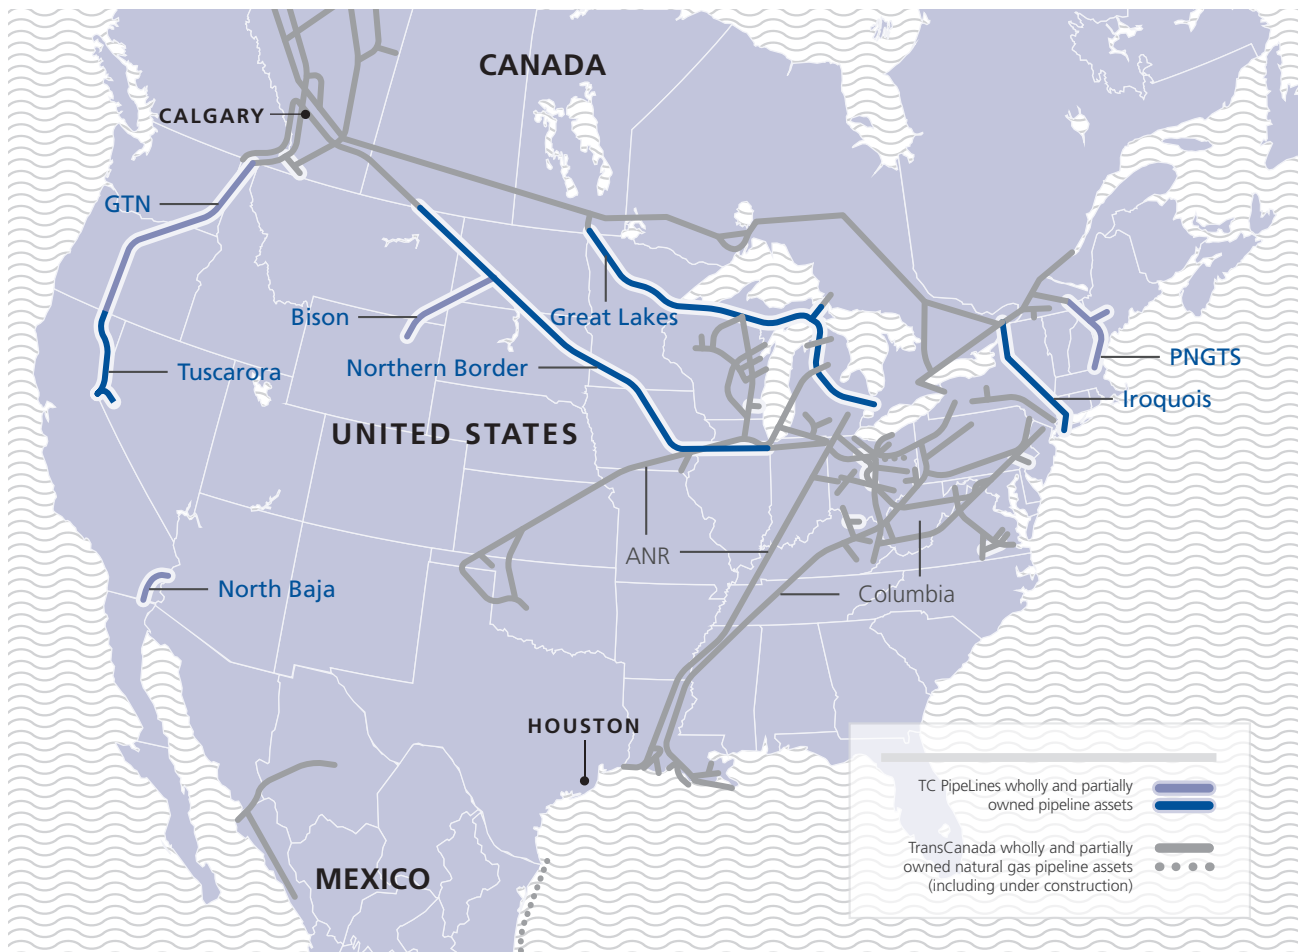 CANADA
CALGARY
GTN
Bison
Great Lakes
Northern Border
Tuscarora
PNGTS
Iroquois
UNITED STATES
ANR
North Baja
Columbia
HOUSTON
MEXICO
TC PipeLines wholly and partially
owned pipeline assets
TransCanada wholly and partially
owned natural gas pipeline assets
(including under construction)